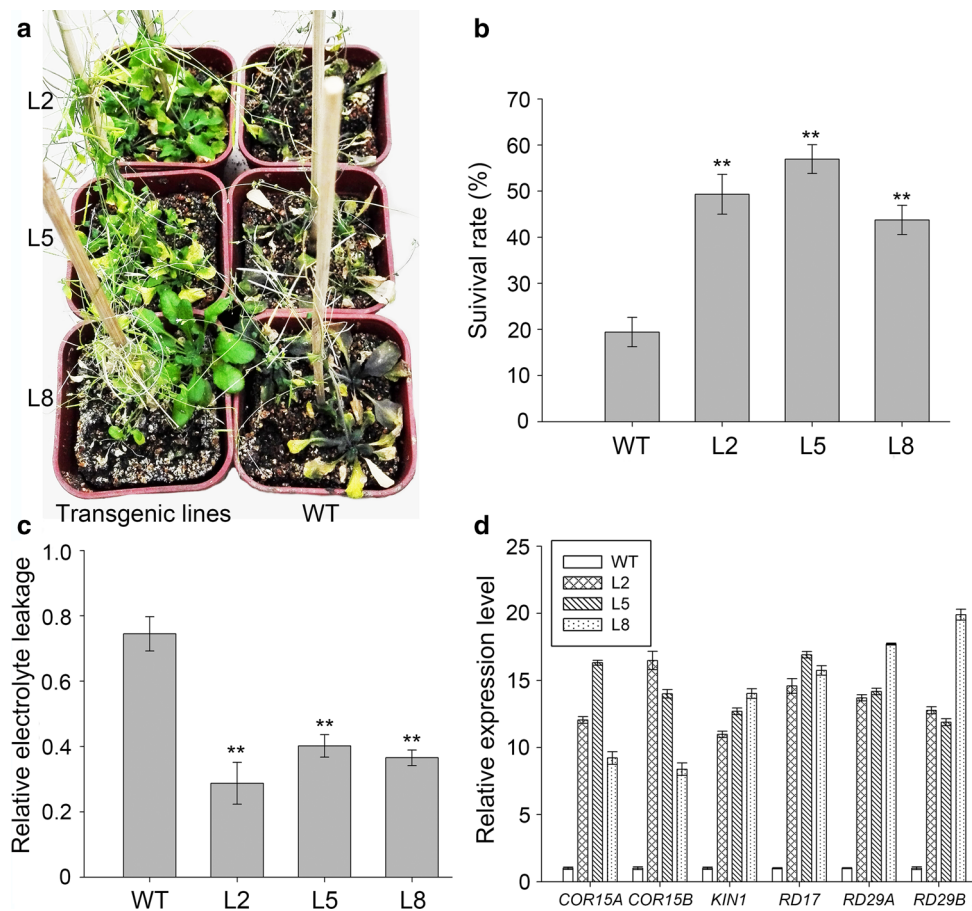 a
L2
L5
L8
Transgenic lines WT
b
Suivival rate (%)
70
60
50
40
30
20
10
0
**
**
**
WT L2 L5 L8
c
Relative electrolyte leakage
1.0
0.8
0.6
0.4
0.2
0
**
**
**
WT L2 L5 L8
d
Relative expression level
25
20
15
10
5
0
WT
L2
L5
L8
COR15A COR15B KIN1 RD17 RD29A RD29B